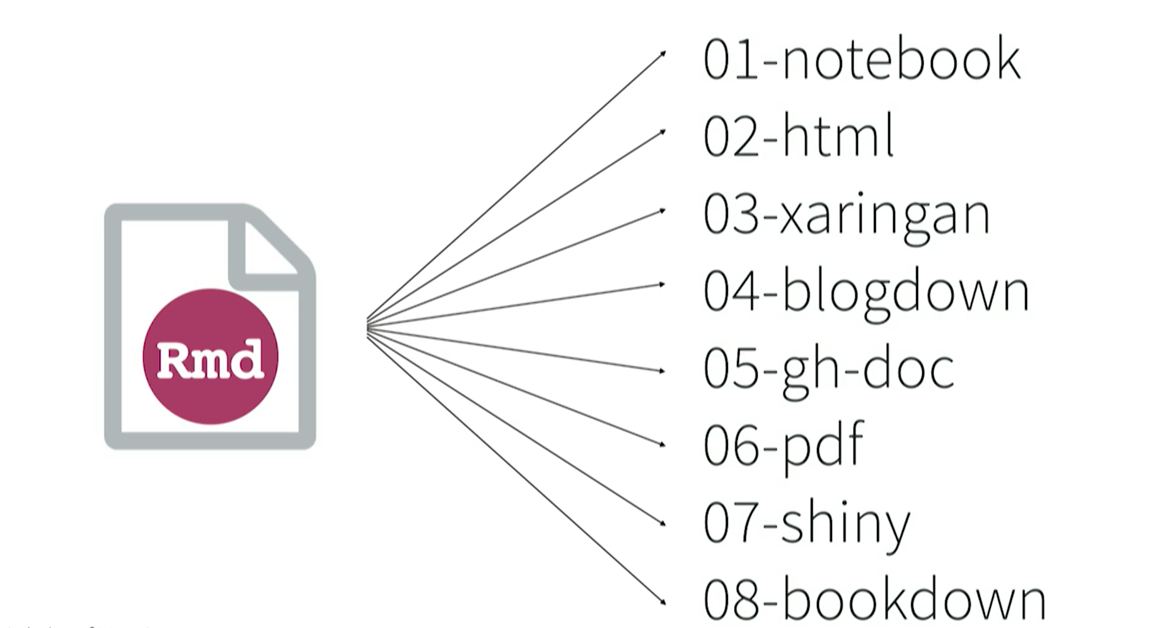 Rmd
01-notebook
02-html
03-xaringan
04-blogdown
05-gh-doc
06-pdf
07-shiny
08-bookdown